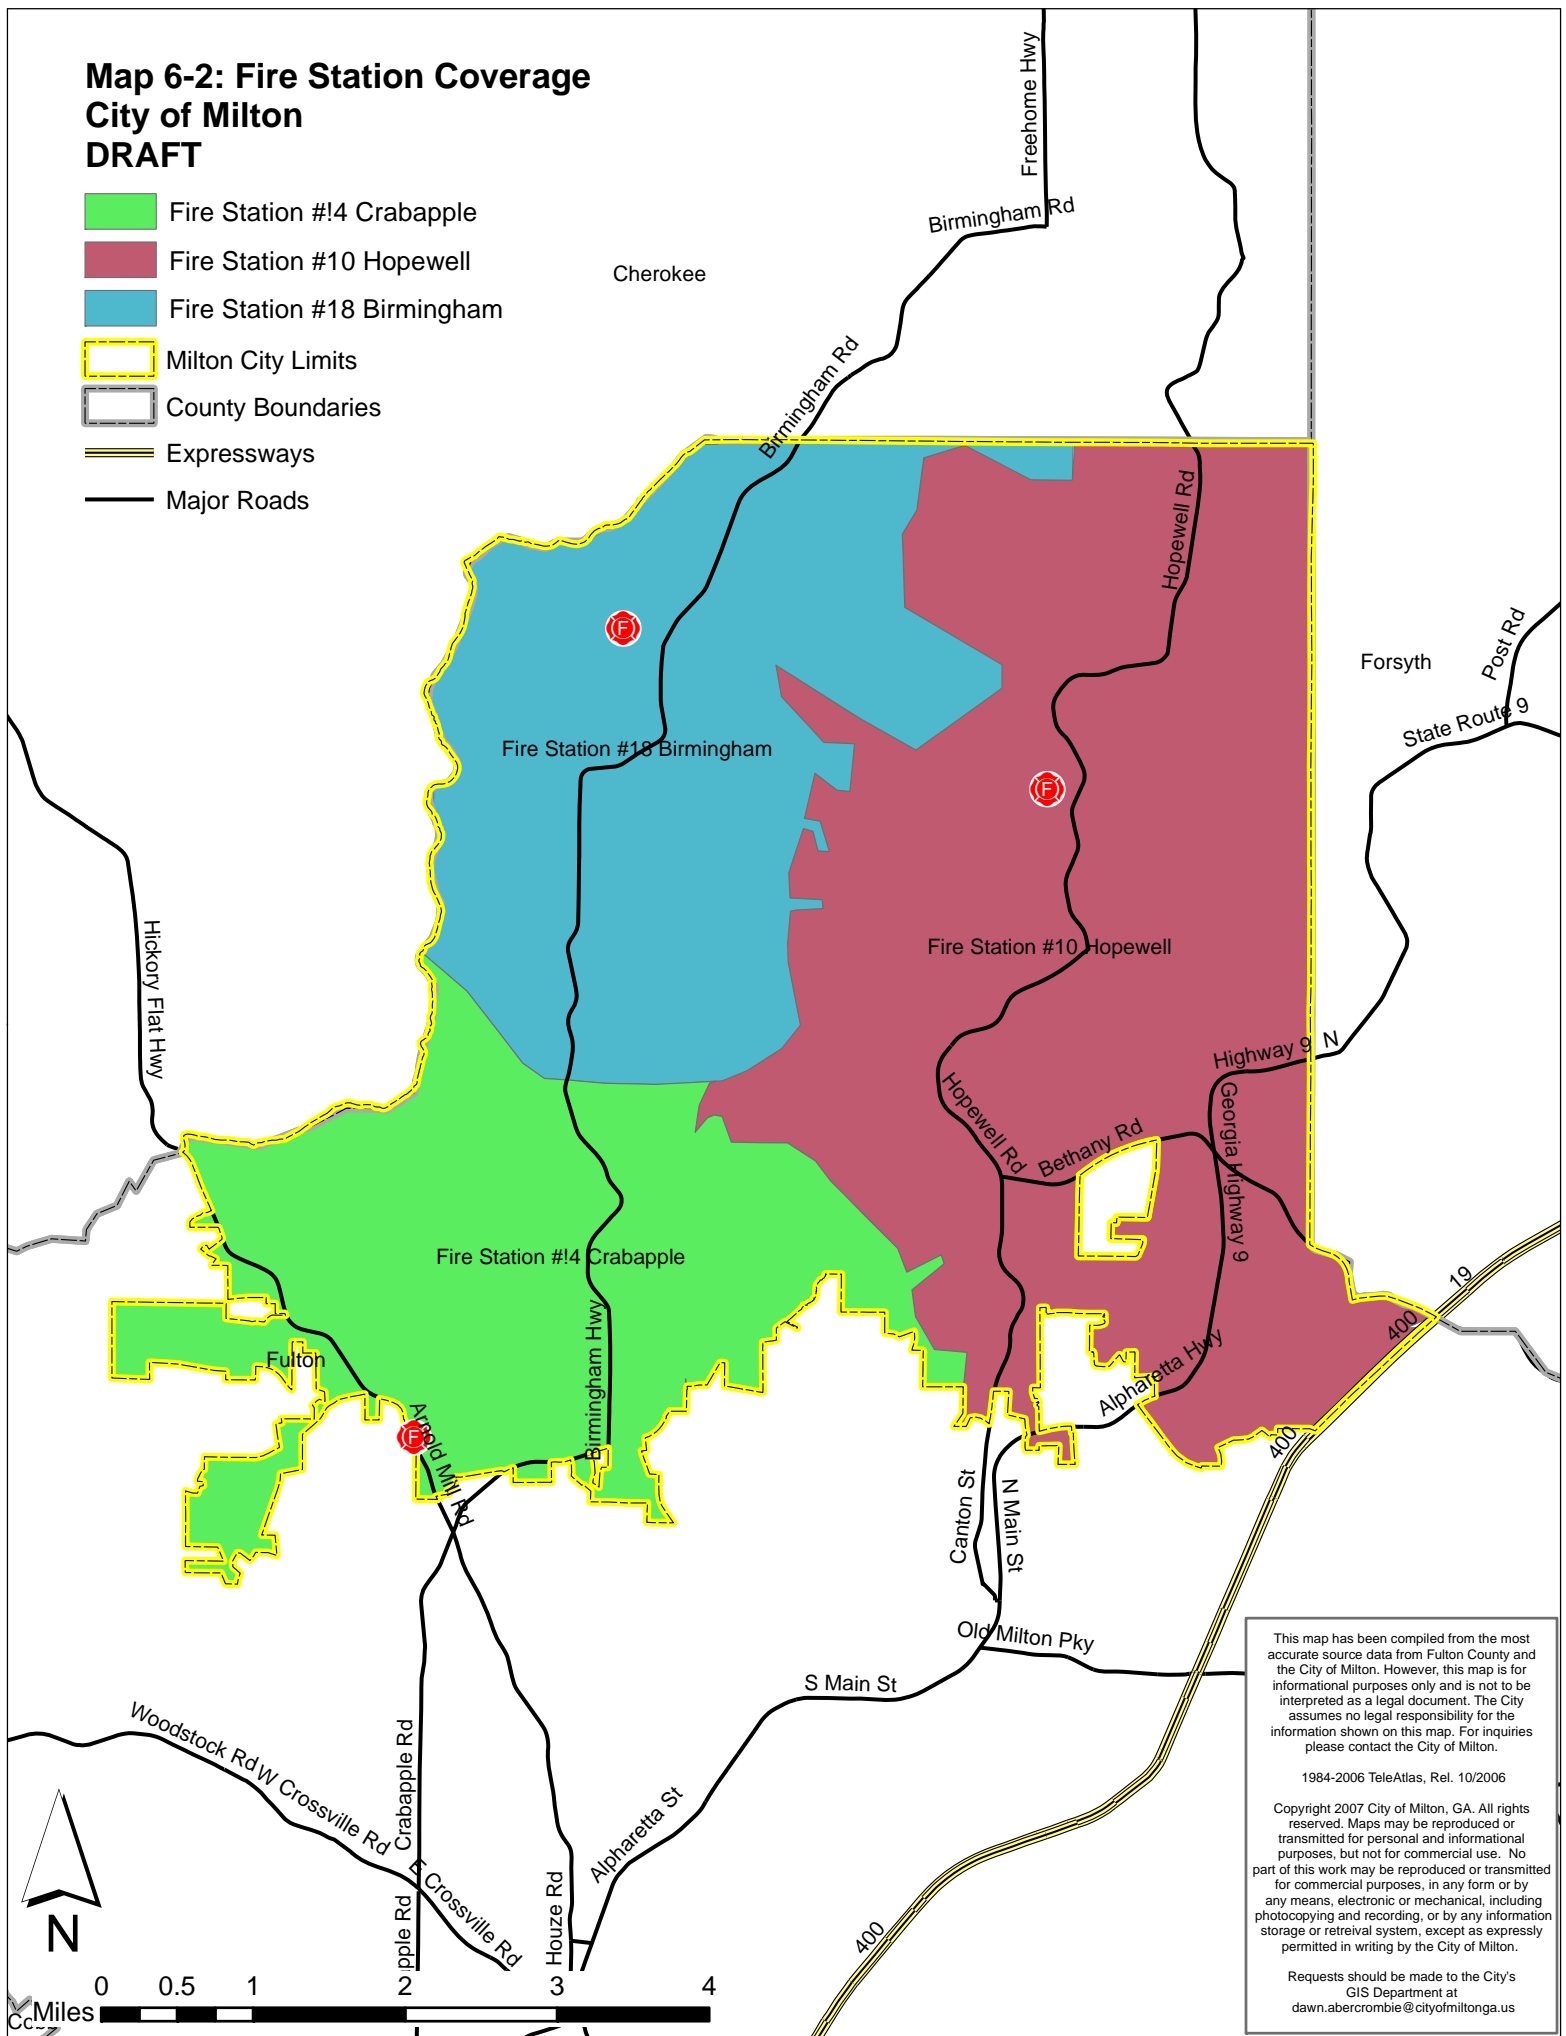 Map 6-2: Fire Station Coverage
City of Milton
DRAFT
Fire Station #!4 Crabapple
Fire Station #10 Hopewell
Fire Station #18 Birmingham
Milton City Limits
County Boundaries
Expressways
Major Roads
Freehome Hwy
Birmingham Rd
Cherokee
Birmingham Rd
Hopewell Rd
F
Forsyth
Post Rd
State Route 9
Fire Station #18 Birmingham
F
Fire Station #10 Hopewell
Hickory Flat Hwy
Highway 9 N
Hopewell Rd
Bethany Rd
Georgia Highway 9
Fire Station #!4 Crabapple
19
400
Fulton
Birmingham Hwy
Alpharetta Hwy
Arnold Mill Rd
F
400
Canton St
N Main St
Old Milton Pky
S Main St
Woodstock Rd
W Crossville Rd
Crabapple Rd
Alpharetta St
E Crossville Rd
apple Rd
Houze Rd
400
N
0 0.5 1 2 3 4
Miles
This map has been compiled from the most
accurate source data from Fulton County and
the City of Milton. However, this map is for
informational purposes only and is not to be
interpreted as a legal document. The City
assumes no legal responsibility for the
information shown on this map. For inquiries
please contact the City of Milton.
1984-2006 TeleAtlas, Rel. 10/2006
Copyright 2007 City of Milton, GA. All rights
reserved. Maps may be reproduced or
transmitted for personal and informational
purposes, but not for commercial use. No
part of this work may be reproduced or transmitted
for commercial purposes, in any form or by
any means, electronic or mechanical, including
photocopying and recording, or by any information
storage or retreival system, except as expressly
permitted in writing by the City of Milton.
Requests should be made to the City's
GIS Department at
dawn.abercrombie@cityofmiltonga.us